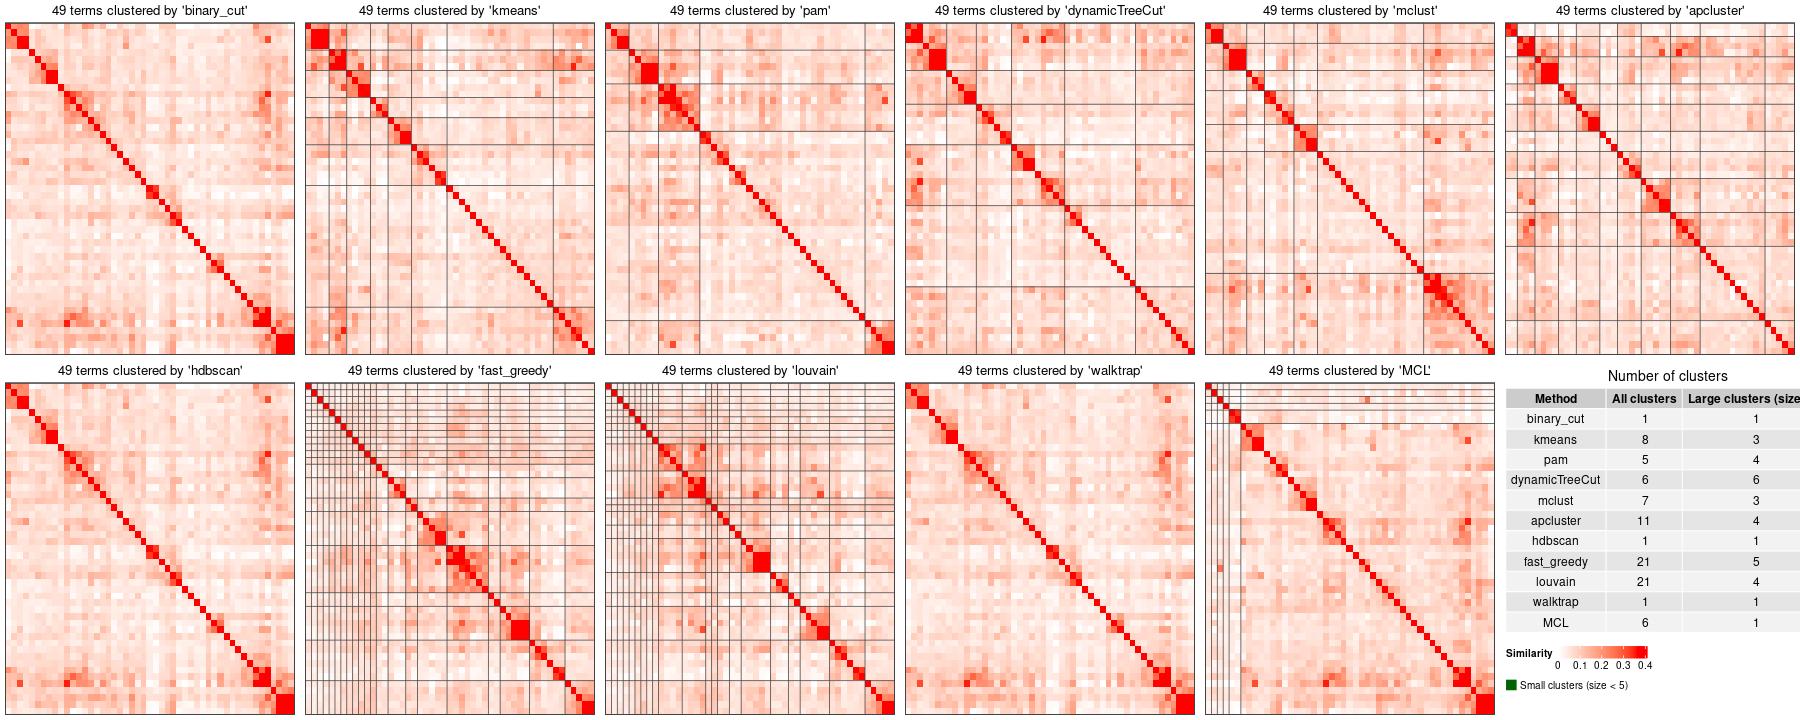 49 terms clustered by 'binary_cut'
49 terms clustered by 'kmeans'
49 terms clustered by 'pam'
49 terms clustered by 'dynamicTreeCut'
49 terms clustered by 'mclust'
49 terms clustered by 'apcluster'
49 terms clustered by 'hdbscan'
49 terms clustered by 'fast_greedy'
49 terms clustered by 'louvain'
49 terms clustered by 'walktrap'
49 terms clustered by 'MCL'
Number of clusters
Method All clusters Large clusters (size
binary_cut 1 1
kmeans 8 3
pam 5 4
dynamicTreeCut 6 6
mclust 7 3
apcluster 11 4
hdbscan 1 1
fast_greedy 21 5
louvain 21 4
walktrap 1 1
MCL 6 1
Similarity
0 0.1 0.2 0.3 0.4
Small clusters (size < 5)